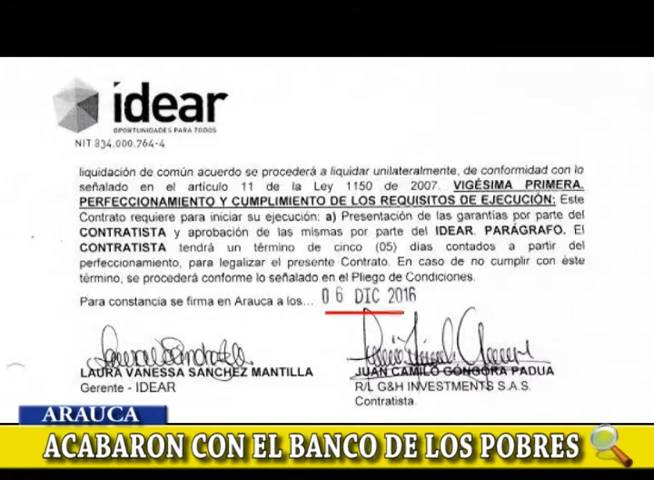 idear
OPORTUNIDADES PARA TODOS
NIT 834.000.764-4
liquidación de común acuerdo se procederá a liquidar unilateralmente, de conformidad con lo
señalado en el artículo 11 de la Ley 1150 de 2007. VIGÉSIMA PRIMERA.
PERFECCIONAMIENTO Y CUMPLIMIENTO DE LOS REQUISITOS DE EJECUCIÓN: Este
Contrato requiere para iniciar su ejecución: a) Presentación de las garantías por parte del
CONTRATISTA y aprobación de las mismas por parte del IDEAR. PARÁGRAFO. El
CONTRATISTA tendrá un término de cinco (05) días contados a partir del
perfeccionamiento, para legalizar el presente Contrato. En caso de no cumplir con éste
término, se procederá conforme lo señalado en el Pliego de Condiciones.
Para constancia se firma en Arauca a los... 06 DIC 2016
LAURA VANESSA SANCHEZ MANTILLA
Gerente - IDEAR
JUAN CAMILO GÓNGORA PADUA
R/L G&H INVESTMENTS S.A.S.
Contratista.
ARAUCA
ACABARON CON EL BANCO DE LOS POBRES